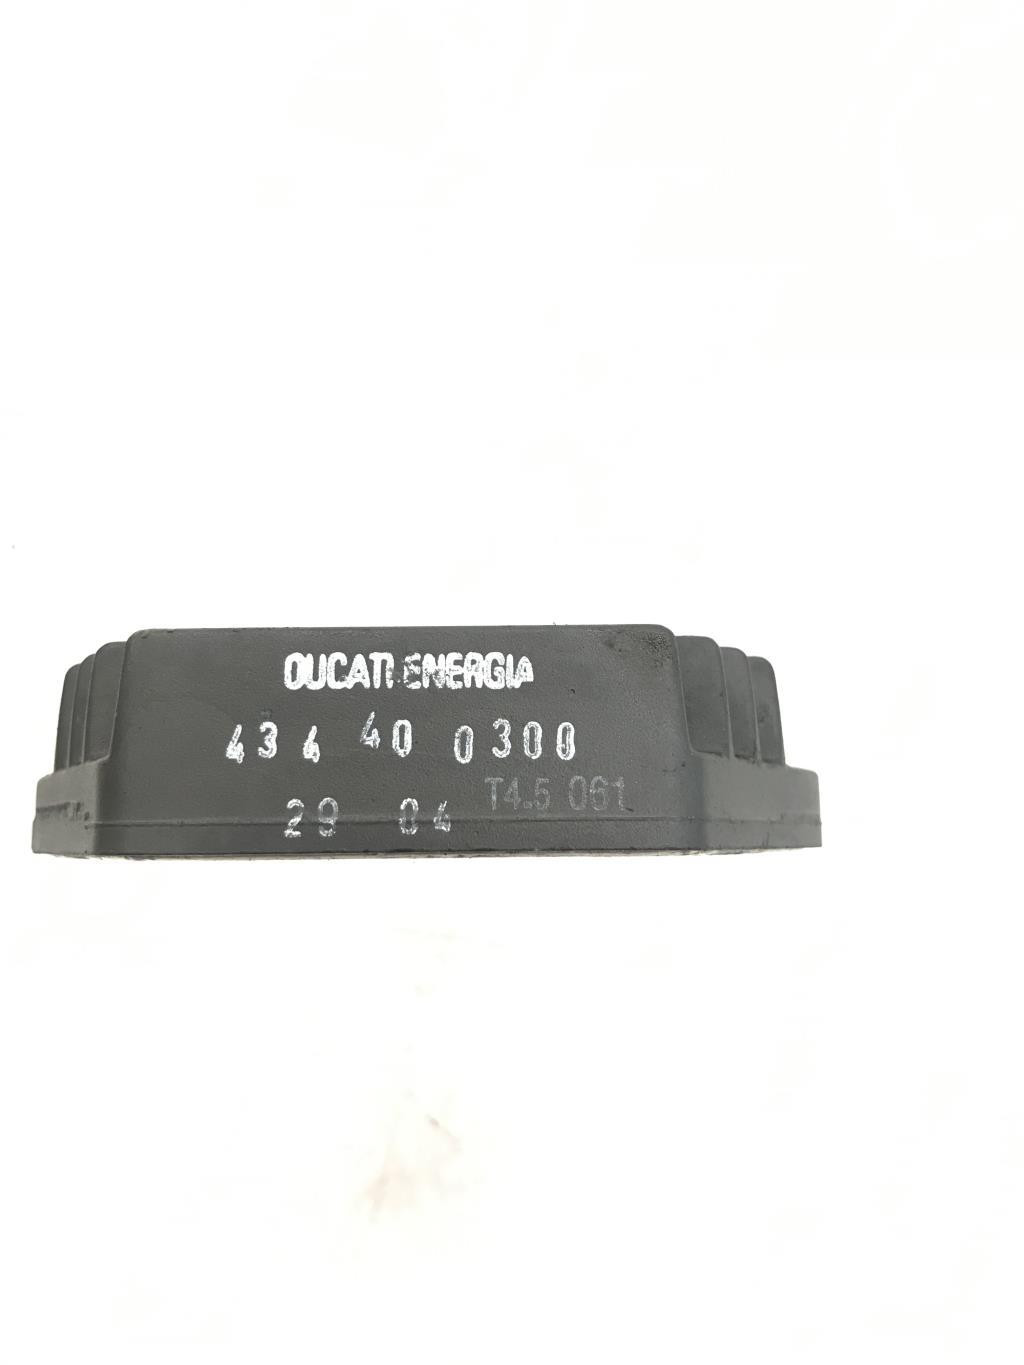 DUCATI ENERGIA
434 40 0300
T4.5 061
29 04